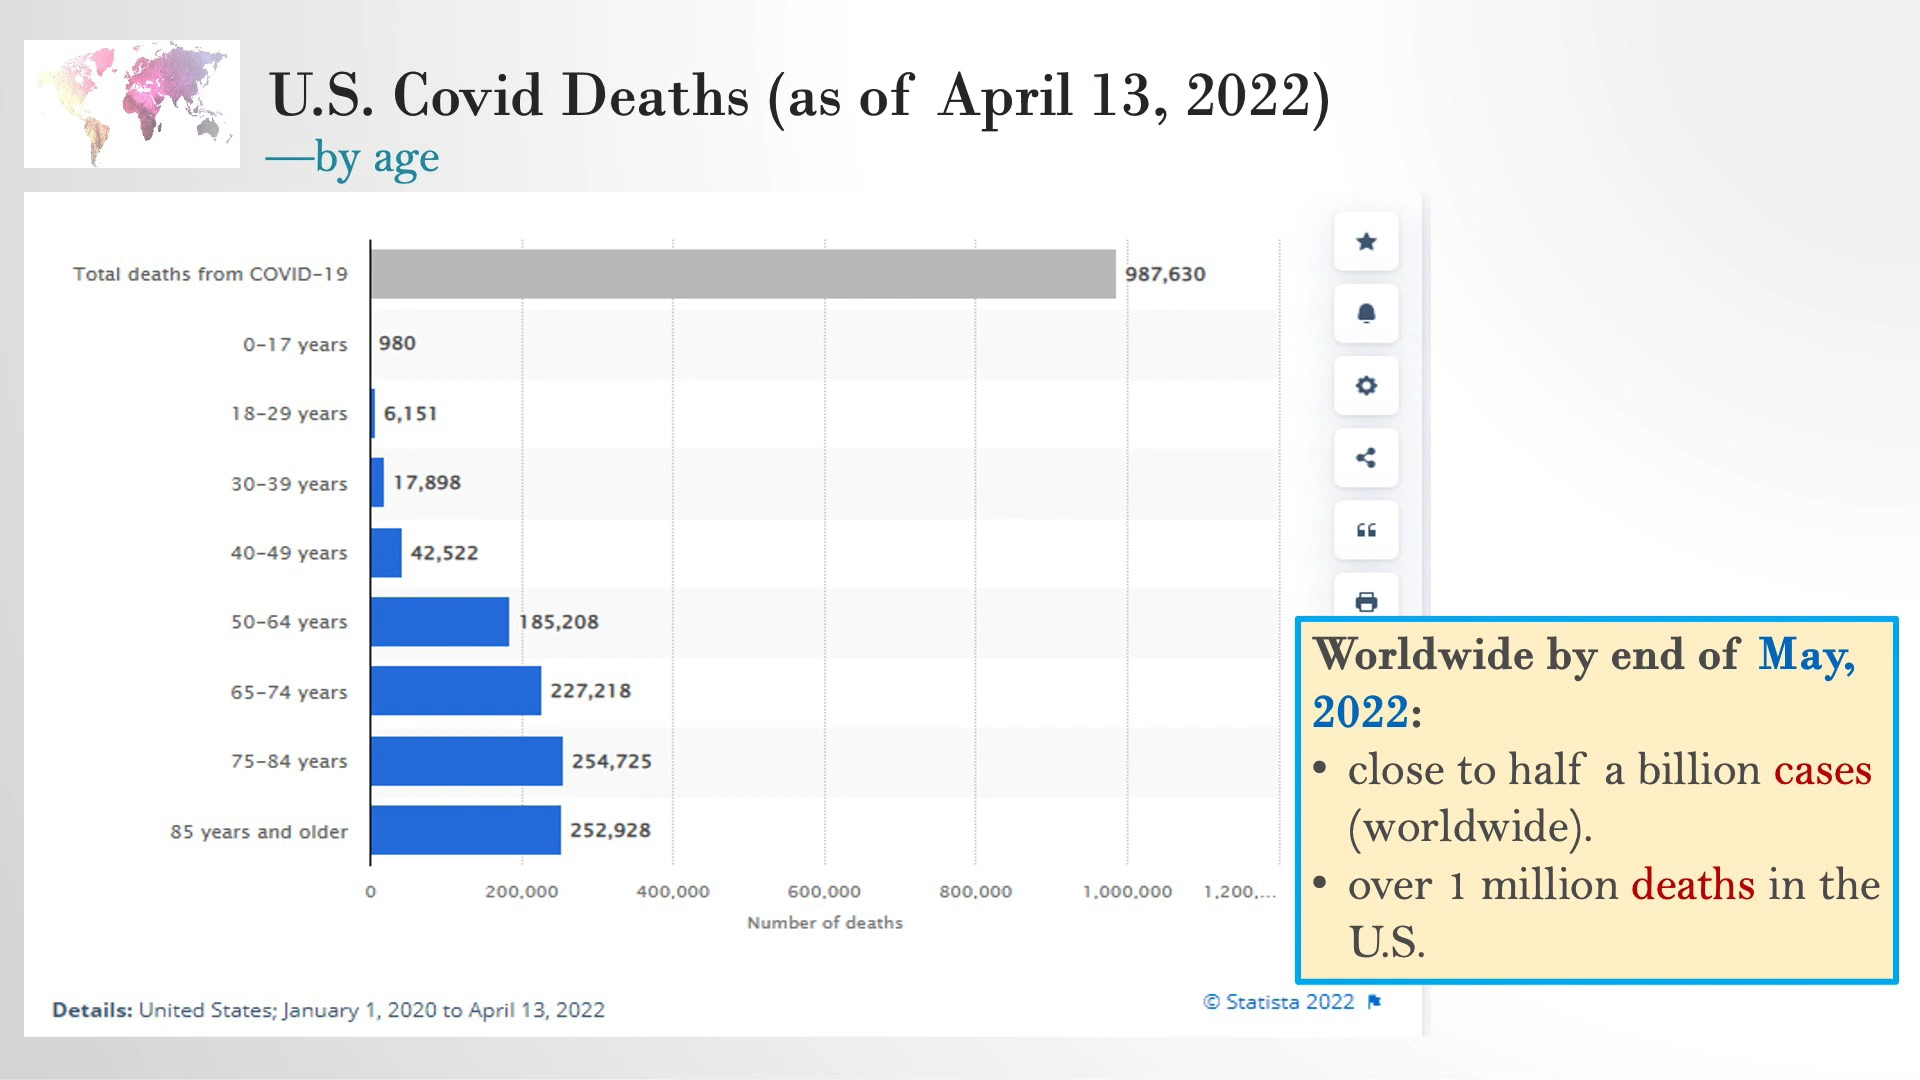 U.S. Covid Deaths (as of April 13, 2022)
—by age
Total deaths from COVID-19 987,630
0-17 years 980
18-29 years 6,151
30-39 years 17,898
40-49 years 42,522
50-64 years 185,208
65-74 years 227,218
75-84 years 254,725
85 years and older 252,928
0 200,000 400,000 600,000 800,000 1,000,000 1,200,...
Number of deaths
Details: United States; January 1, 2020 to April 13, 2022
© Statista 2022
Worldwide by end of May,
2022:
• close to half a billion cases
(worldwide).
• over 1 million deaths in the
U.S.